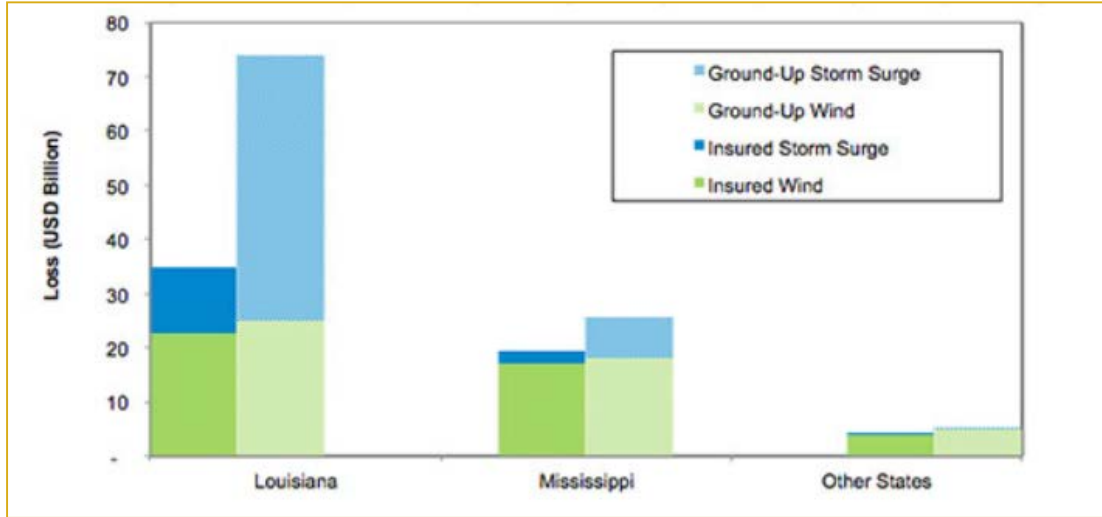 80
70
60
50
40
30
20
10
-
Loss (USD Billion)
Ground-Up Storm Surge
Ground-Up Wind
Insured Storm Surge
Insured Wind
Louisiana
Mississippi
Other States